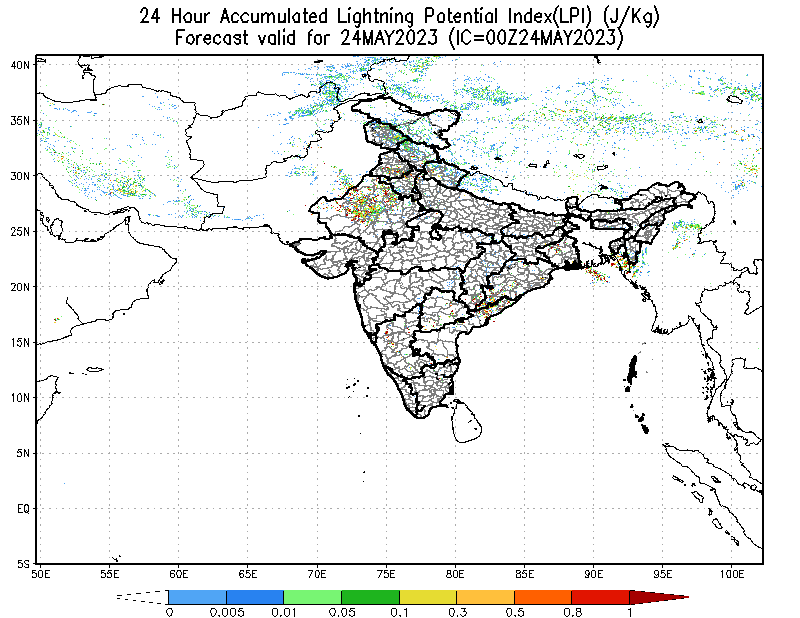 24 Hour Accumulated Lightning Potential Index(LPI) (J/Kg)
Forecast valid for 24MAY2023 (IC=00Z24MAY2023)
40N
35N
30N
25N
20N
15N
10N
5N
EQ
5S
50E 55E 60E 65E 70E 75E 80E 85E 90E 95E 100E
0 0.005 0.01 0.05 0.1 0.3 0.5 0.8 1